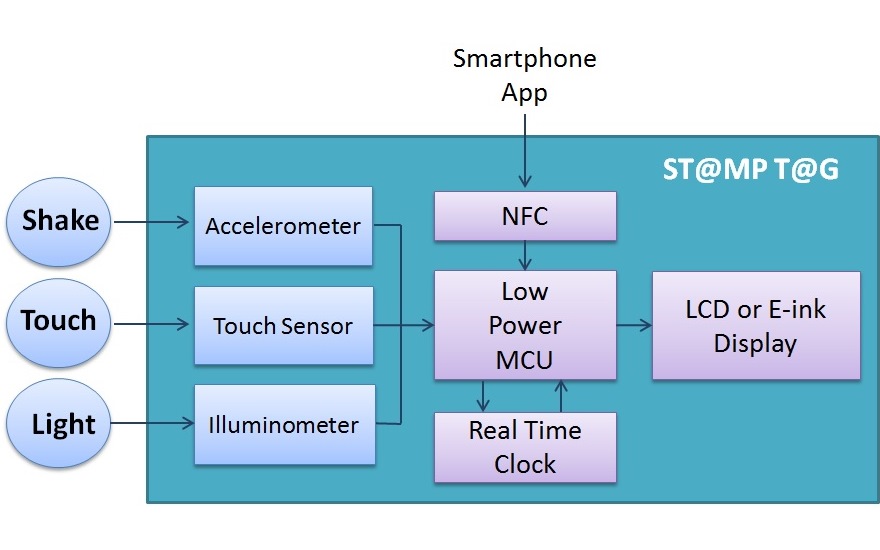 Smartphone
App
ST@MP T@G
Shake
Accelerometer
NFC
Touch
Touch Sensor
Low
Power
MCU
LCD or E-ink
Display
Light
Illuminometer
Real Time
Clock